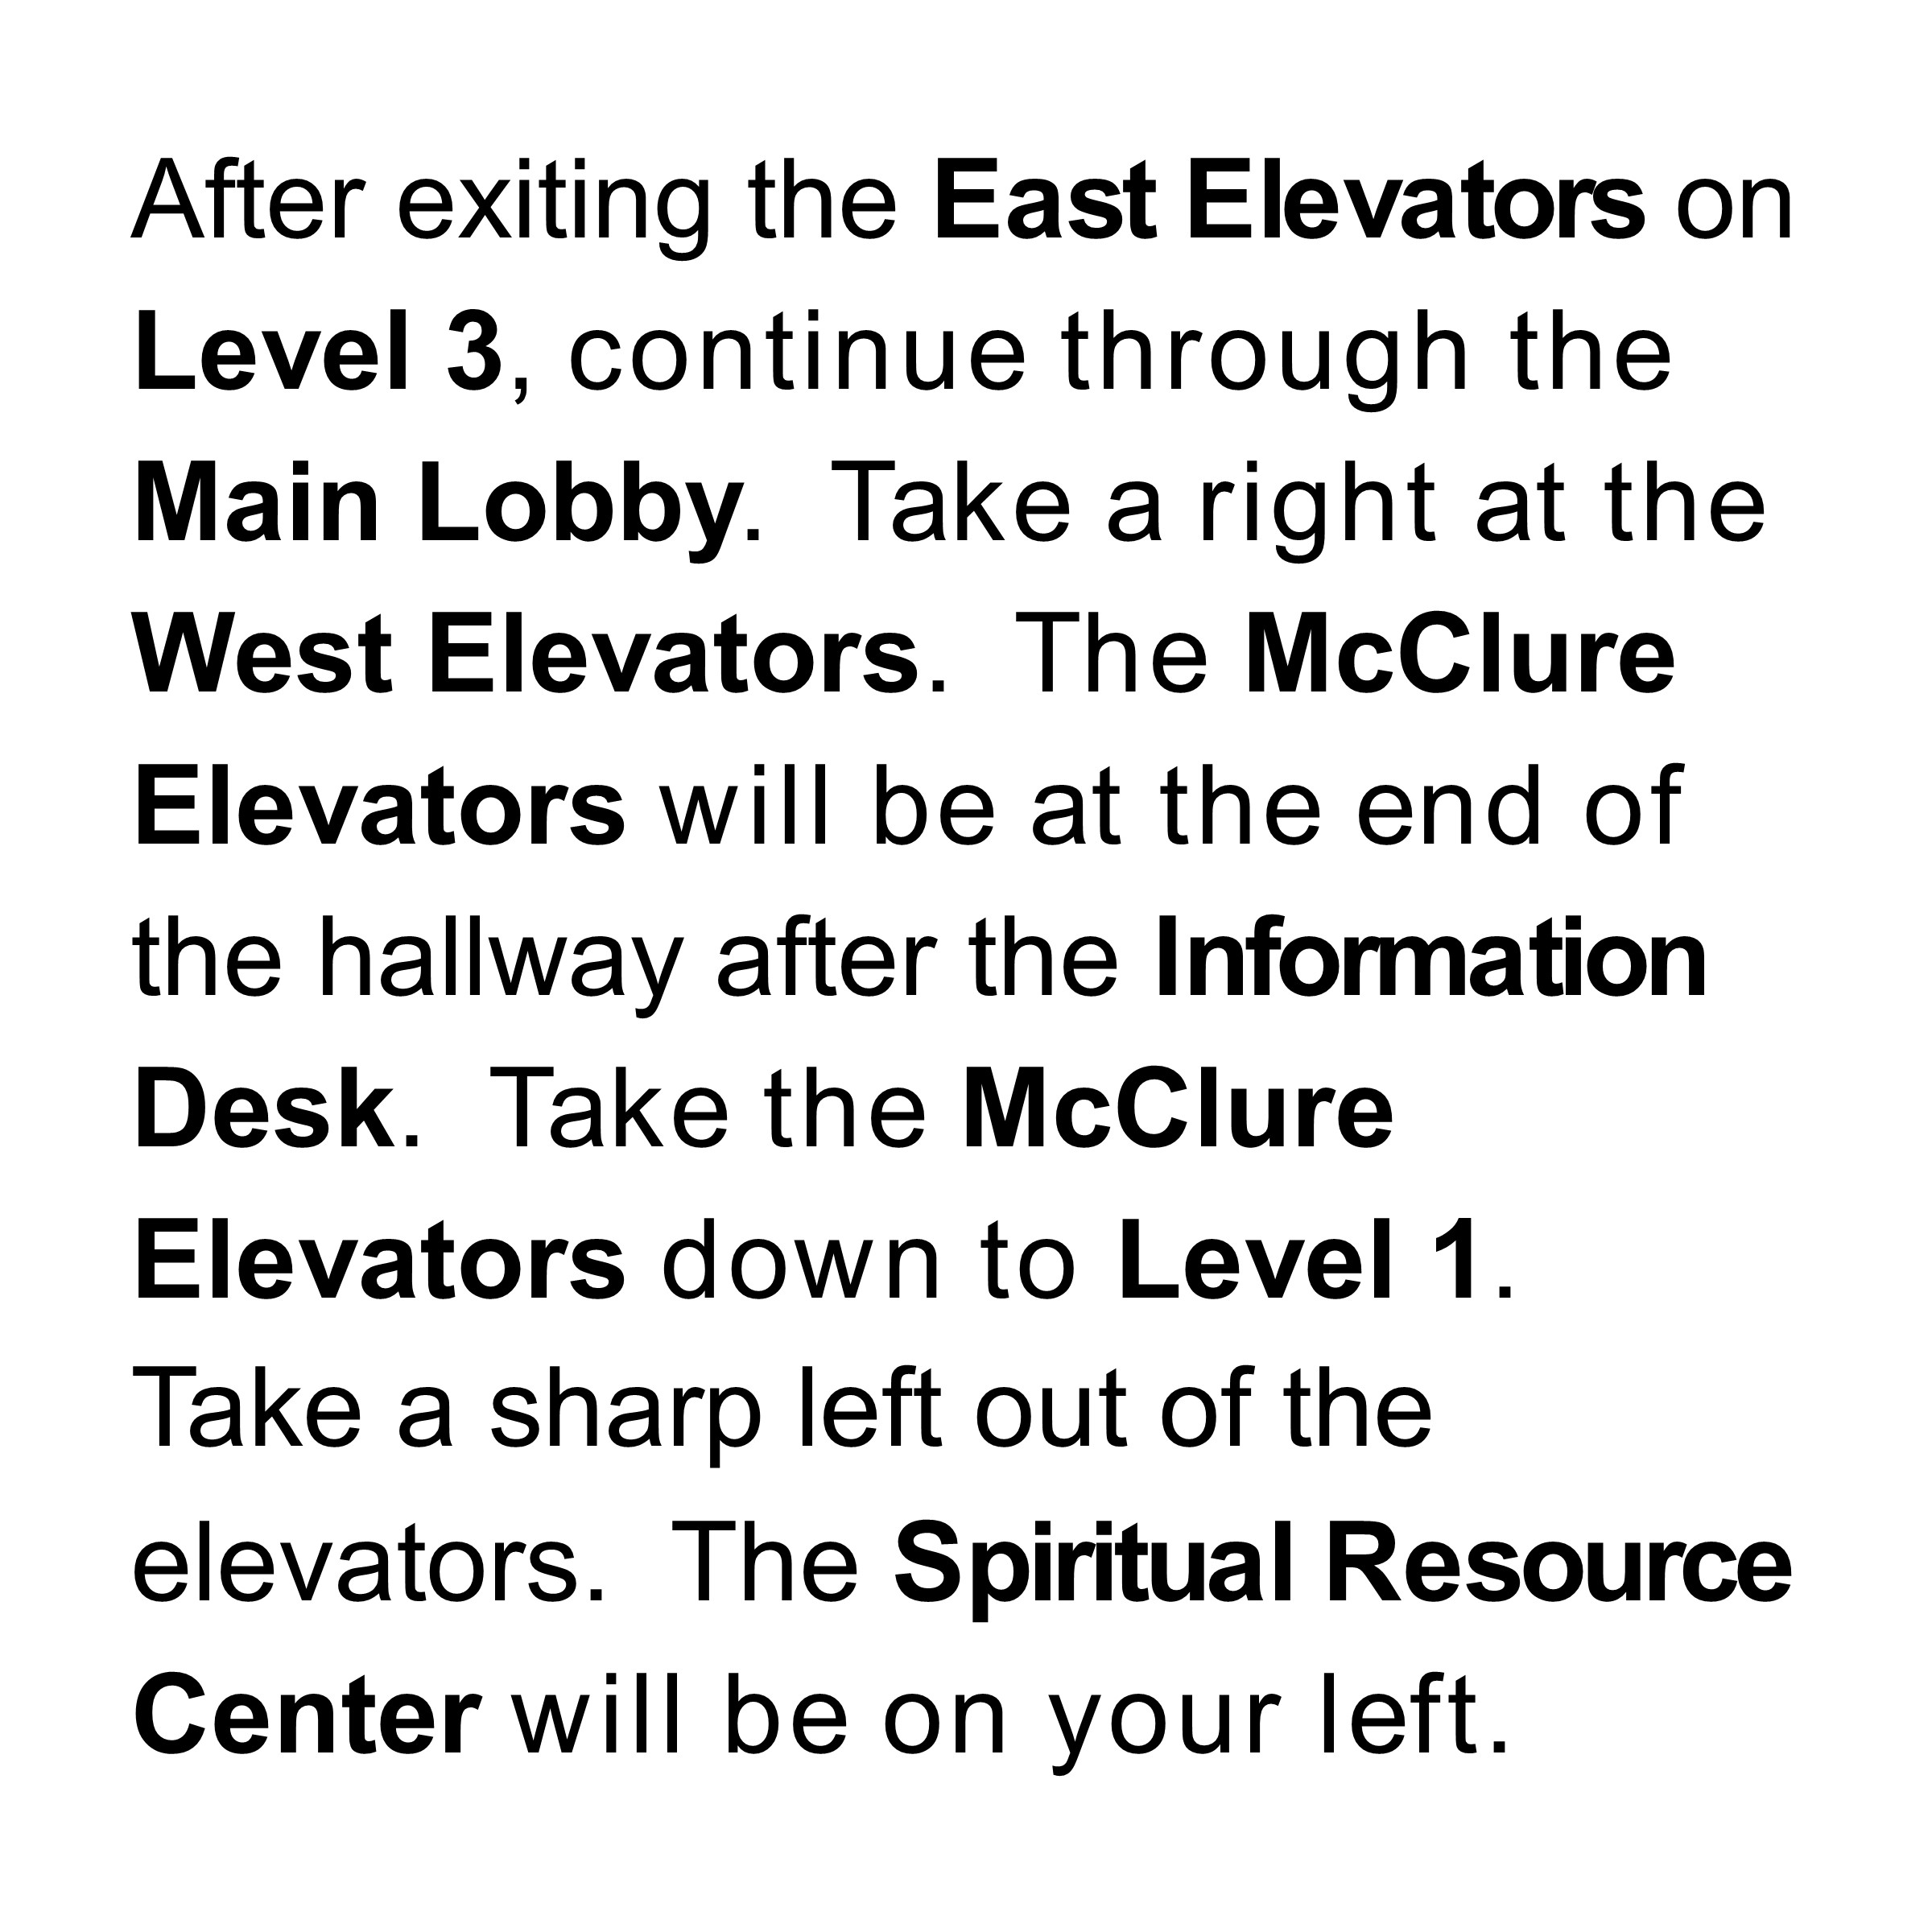 After exiting the East Elevators on
Level 3, continue through the
Main Lobby.  Take a right at the
West Elevators.  The McClure
Elevators will be at the end of
the hallway after the Information
Desk.  Take the McClure
Elevators down to Level 1.
Take a sharp left out of the
elevators.  The Spiritual Resource
Center will be on your left.